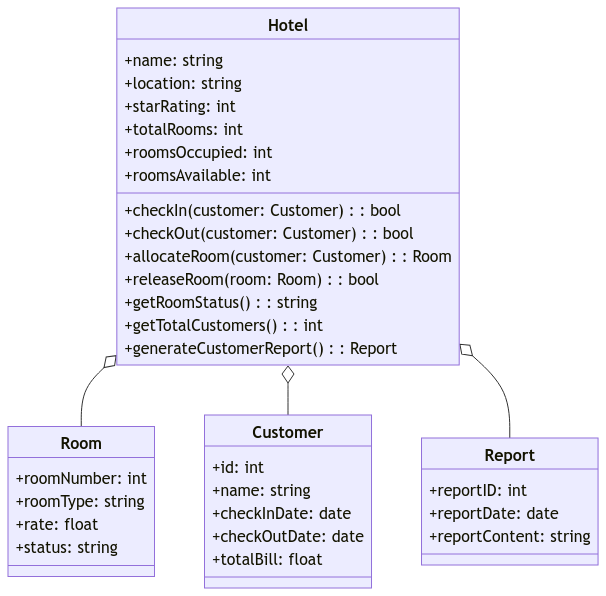 Hotel
+name: string
+location: string
+starRating: int
+totalRooms: int
+roomsOccupied: int
+roomsAvailable: int
+checkIn(customer: Customer) : : bool
+checkOut(customer: Customer) : : bool
+allocateRoom(customer: Customer) : : Room
+releaseRoom(room: Room) : : bool
+getRoomStatus() : : string
+getTotalCustomers() : : int
+generateCustomerReport() : : Report
Room
+roomNumber: int
+roomType: string
+rate: float
+status: string
Customer
+id: int
+name: string
+checkInDate: date
+checkOutDate: date
+totalBill: float
Report
+reportID: int
+reportDate: date
+reportContent: string